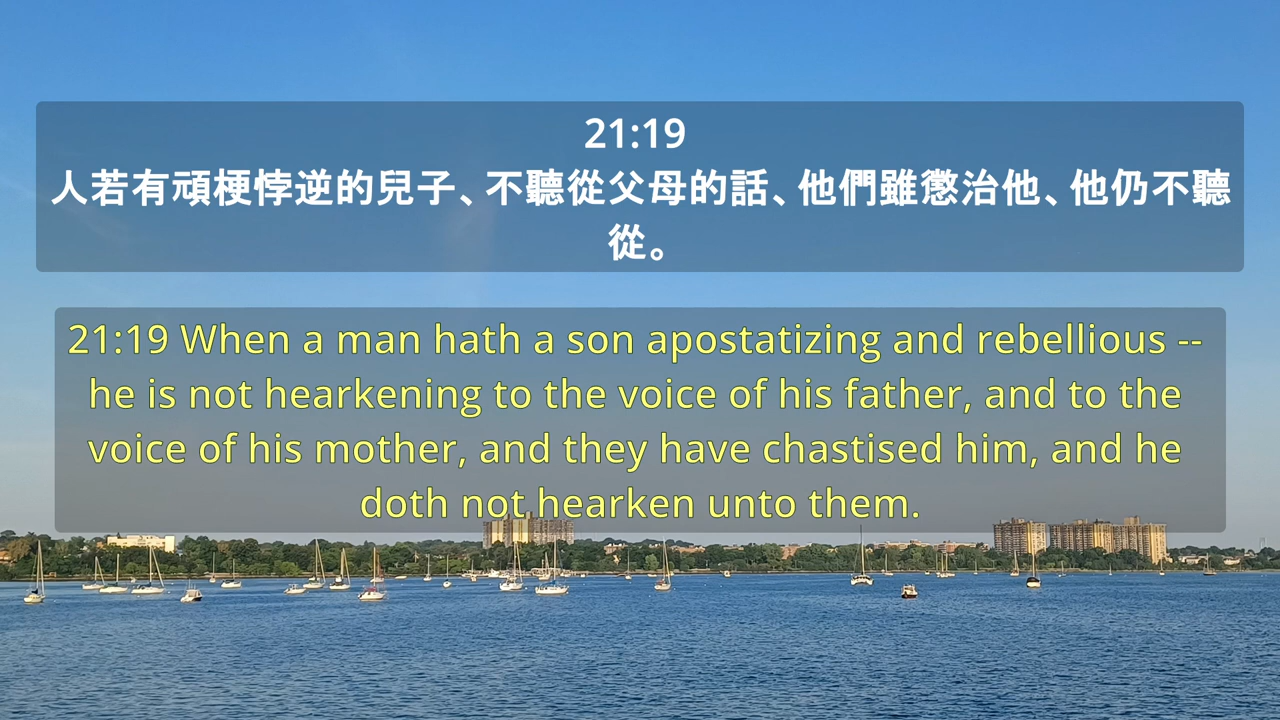 21:19
人若有頑梗悖逆的兒子、不聽從父母的話、他們雖懲治他、他仍不聽
從。
21:19 When a man hath a son apostatizing and rebellious --
he is not hearkening to the voice of his father, and to the
voice of his mother, and they have chastised him, and he
doth not hearken unto them.